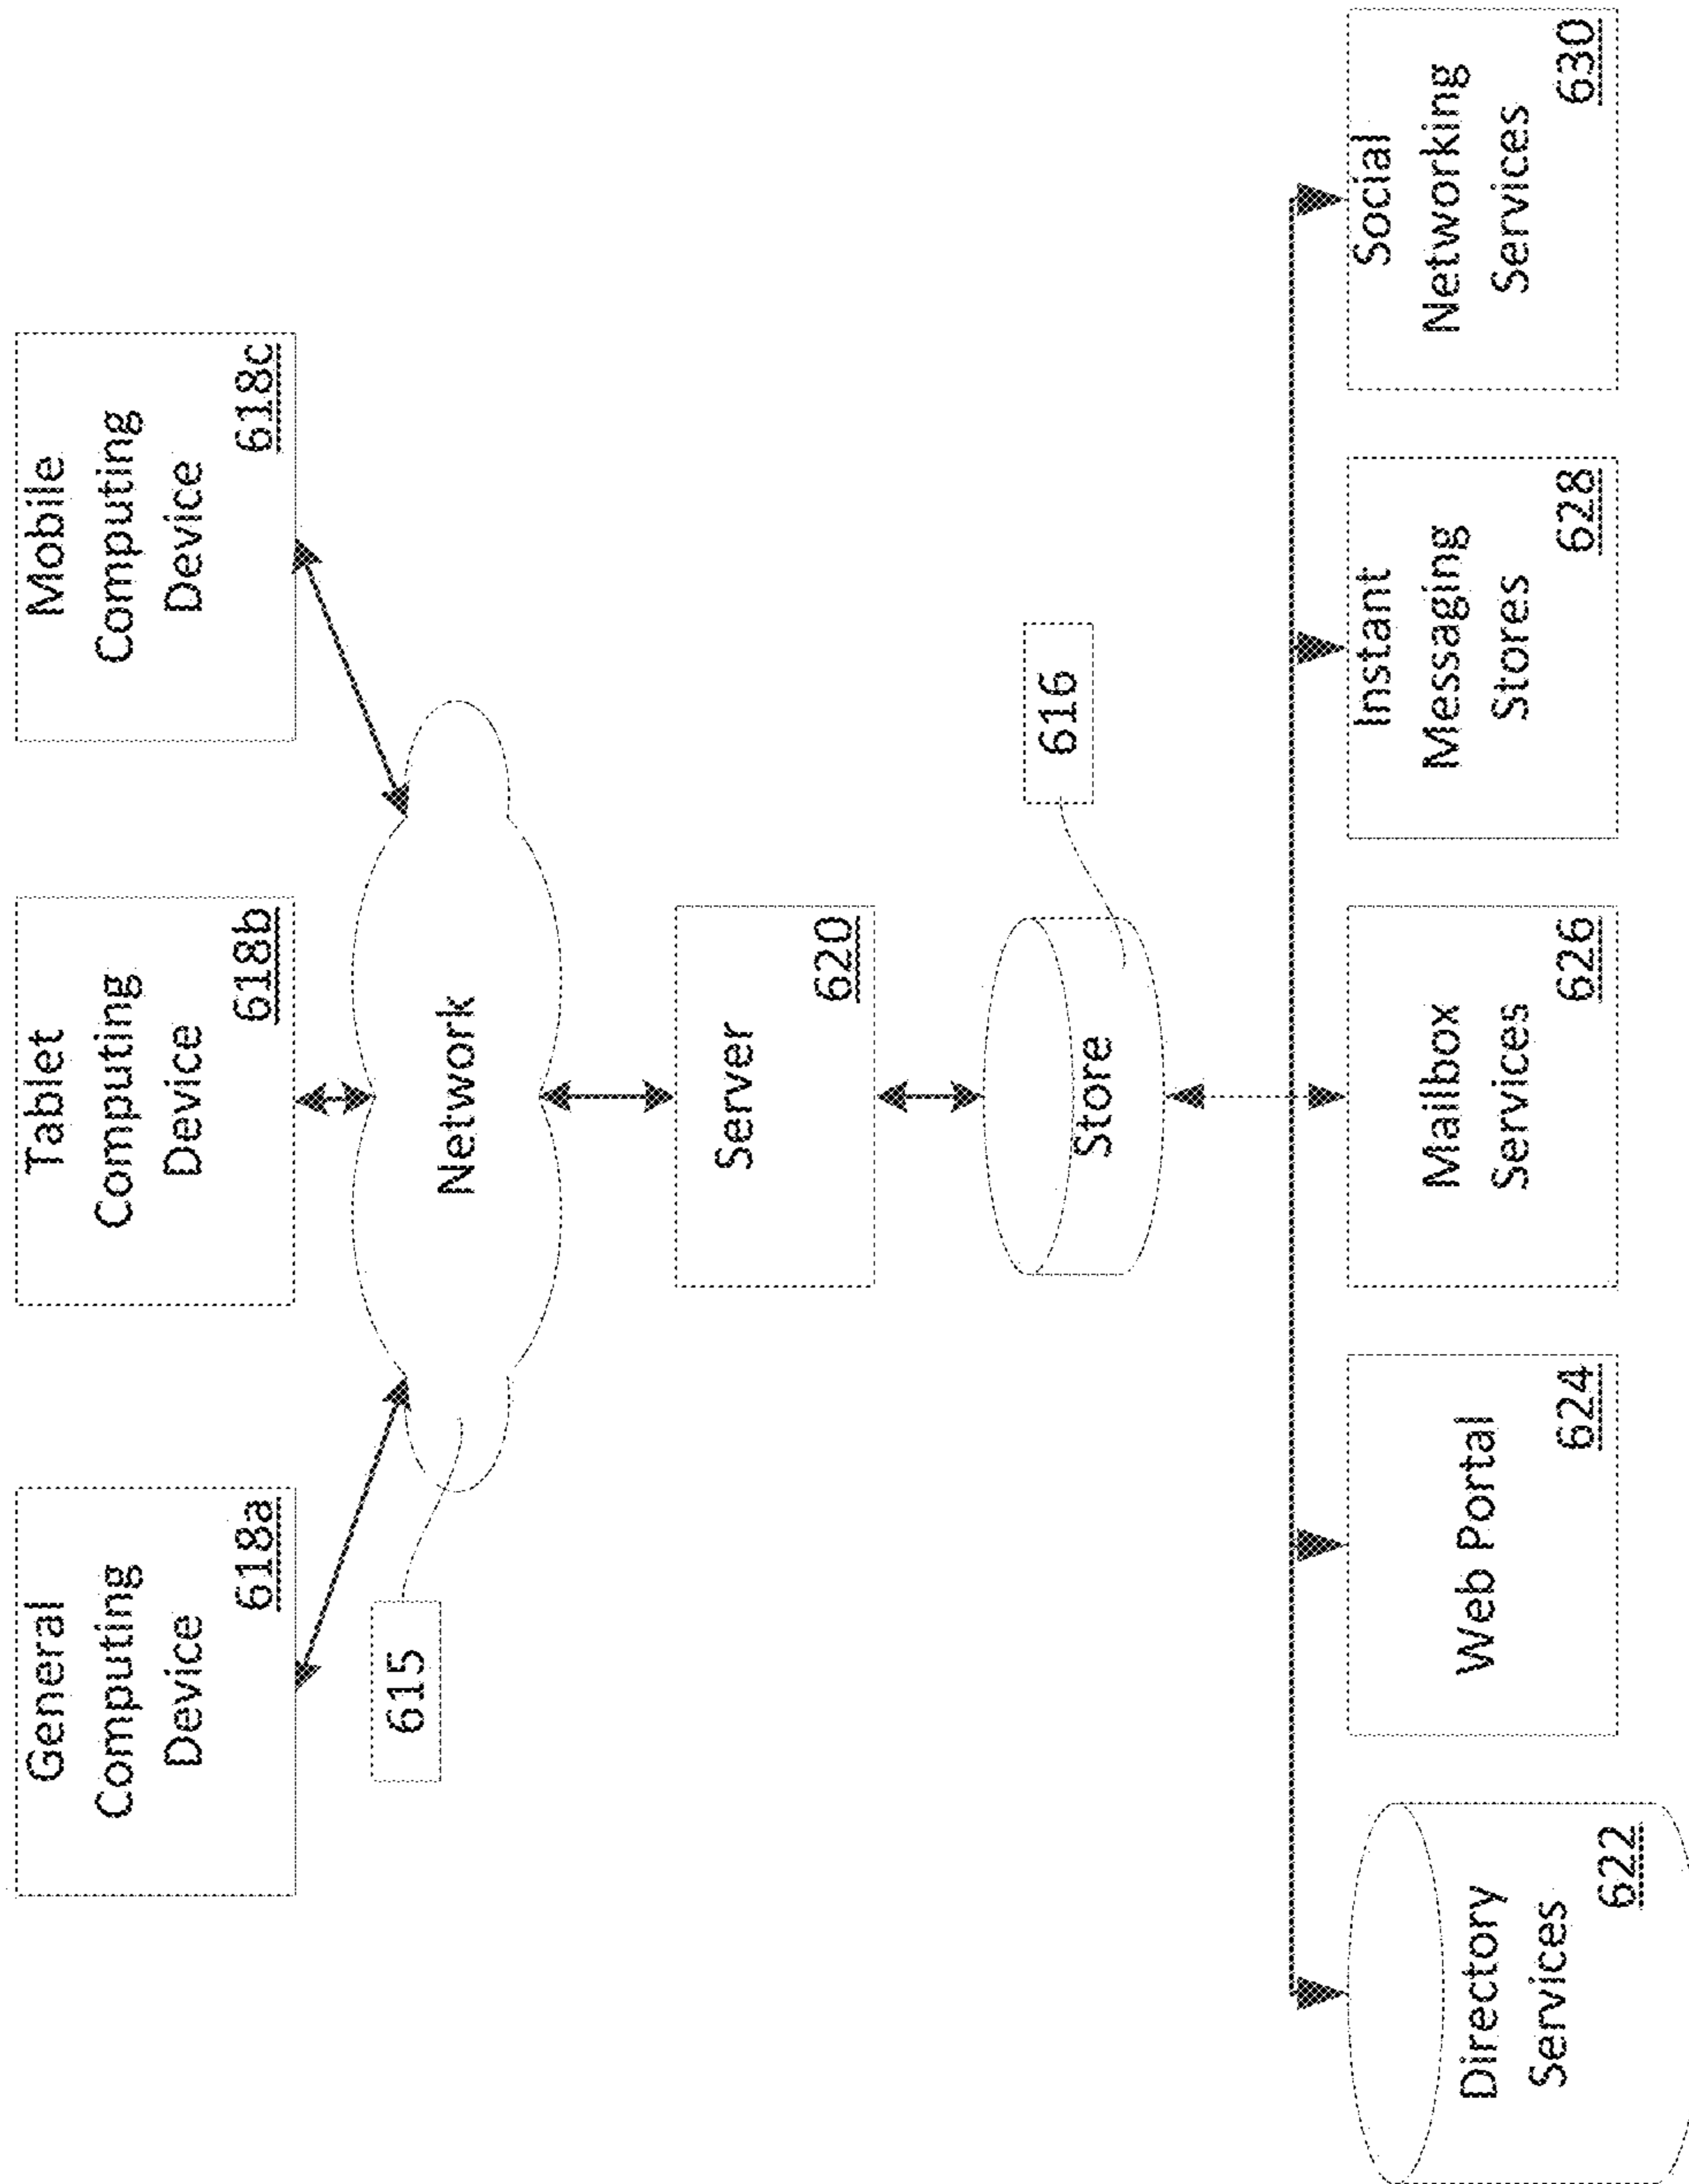 General
Computing
Device
618a
Tablet
Computing
Device
618b
Mobile
Computing
Device
618c
615
Network
Server
620
616
Store
Directory
Services
622
Web Portal
624
Mailbox
Services
626
Instant
Messaging
Stores
628
Social
Networking
Services
630